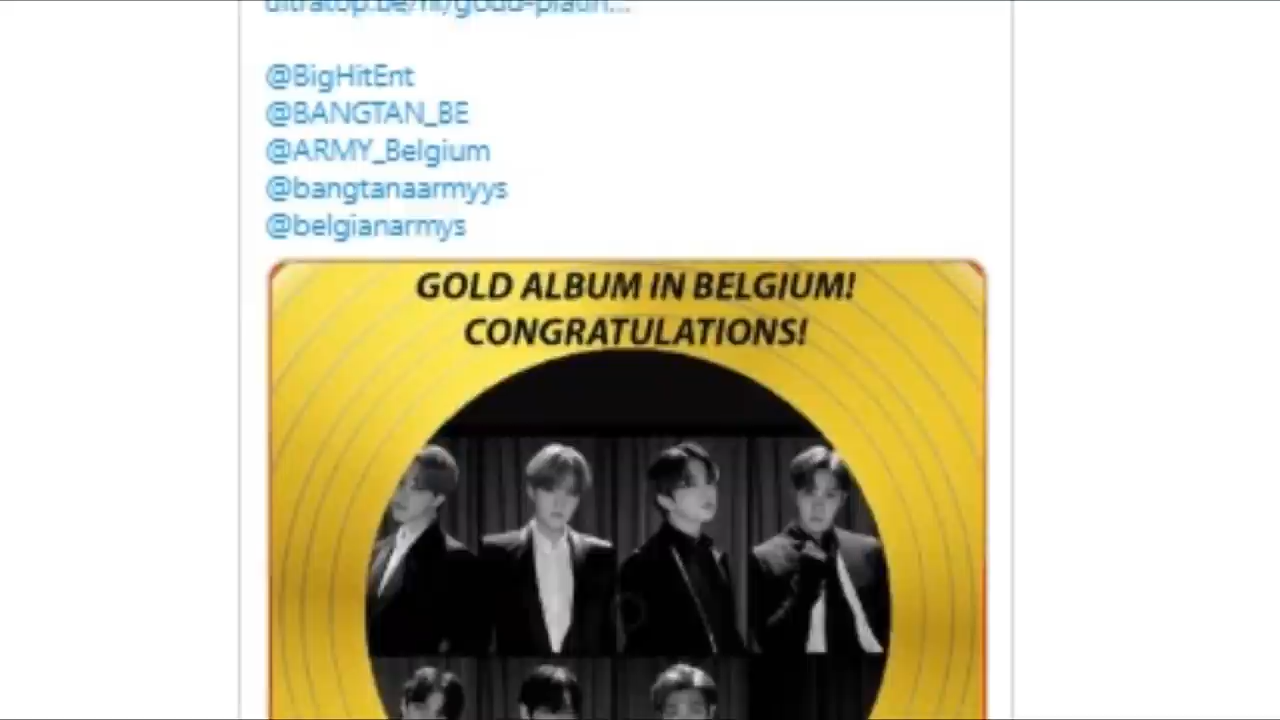 @BigHitEnt
@BANGTAN_BE
@ARMY_Belgium
@bangtanaarmyys
@belgianarmys
GOLD ALBUM IN BELGIUM!
CONGRATULATIONS!